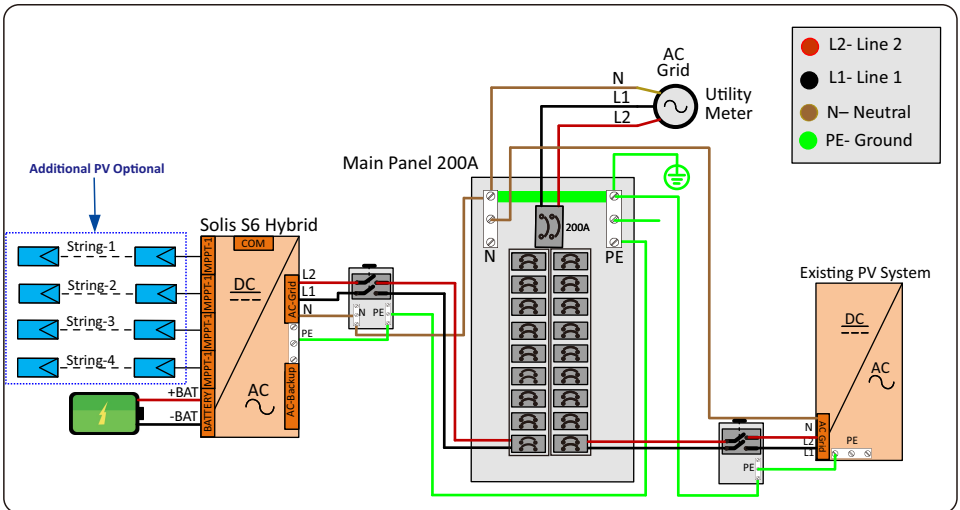 L2- Line 2
L1- Line 1
N– Neutral
PE- Ground
AC
Grid
Utility
Meter
N
L1
L2
Main Panel 200A
200A
N
PE
Additional PV Optional
String-1
String-2
String-3
String-4
Solis S6 Hybrid
COM
MPPT-1
MPPT-1
MPPT-1
MPPT-1
BATTERY
DC
AC
AC-Grid
AC-Backup
L2
L1
N
PE
N PE
+BAT
-BAT
Existing PV System
DC
AC
AC Grid
N
L2
L1
PE
PE